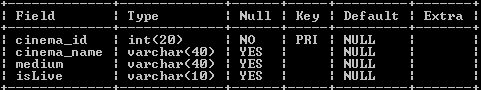 Field | Type | Null | Key | Default | Extra
cinema_id | int(20) | NO | PRI | NULL |
cinema_name | varchar(40) | YES | | NULL |
medium | varchar(40) | YES | | NULL |
isLive | varchar(10) | YES | | NULL |